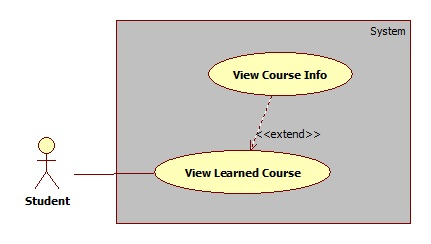 System
View Course Info
<<extend>>
View Learned Course
Student